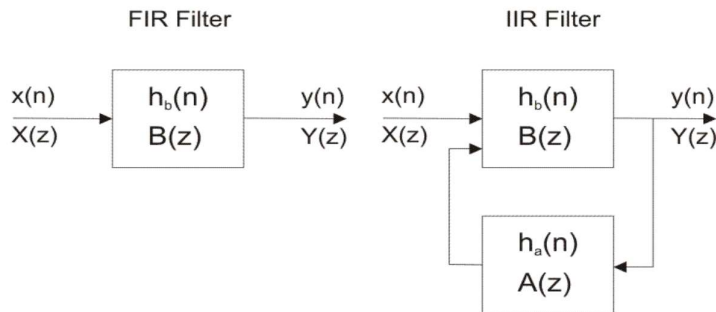 FIR Filter
x(n)
X(z)
h_b(n)
B(z)
y(n)
Y(z)
IIR Filter
x(n)
X(z)
h_b(n)
B(z)
y(n)
Y(z)
h_a(n)
A(z)